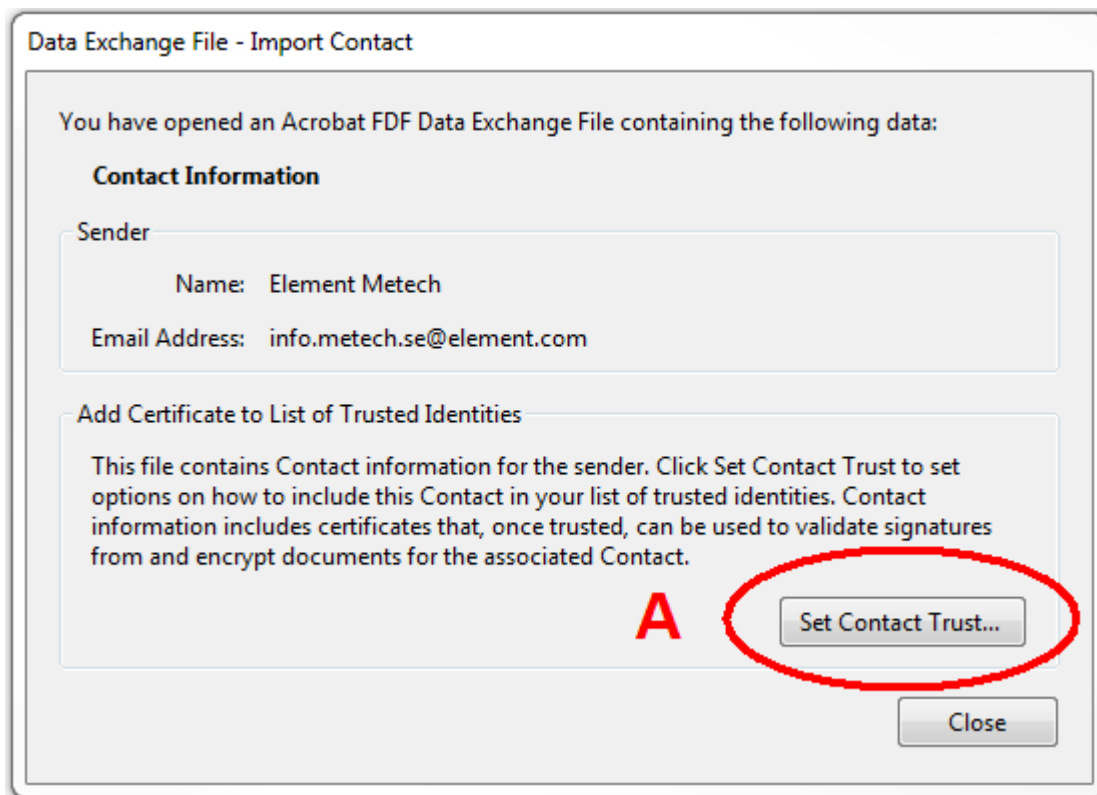 Data Exchange File - Import Contact
You have opened an Acrobat FDF Data Exchange File containing the following data:
Contact Information
Sender
Name: Element Metech
Email Address: info.metech.se@element.com
Add Certificate to List of Trusted Identities
This file contains Contact information for the sender. Click Set Contact Trust to set
options on how to include this Contact in your list of trusted identities. Contact
information includes certificates that, once trusted, can be used to validate signatures
from and encrypt documents for the associated Contact.
A
Set Contact Trust...
Close